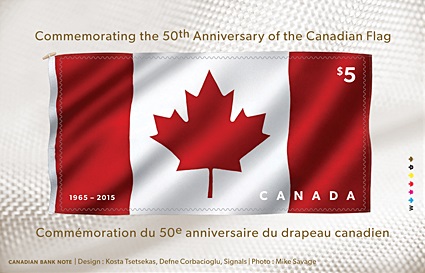 Commemorating the 50th Anniversary of the Canadian Flag
$5
1965 – 2015
CANADA
Commémoration du 50e anniversaire du drapeau canadien
CANADIAN BANK NOTE | Design : Kosta Tsetsekas, Defne Corbacioglu, Signals | Photo : Mike Savage